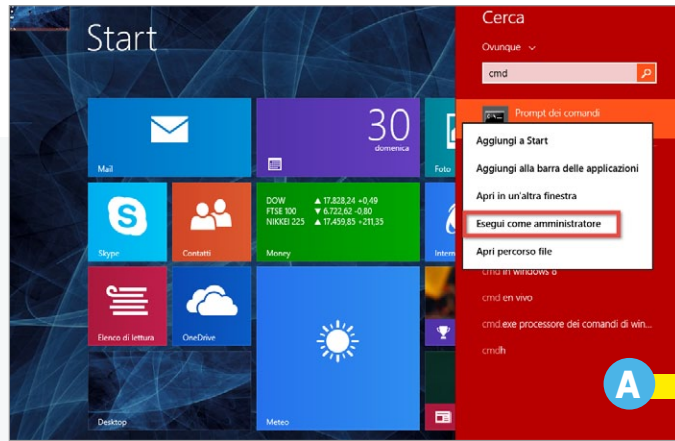 Start
Mail
30
domenica
Foto
Skype
Contatti
DOW ▲ 17.828,24 +0,49
FTSE 100 ▼ 6.722,62 -0,80
NIKKEI 225 ▲ 17.459,85 +211,35
Money
Intern
Elenco di lettura
OneDrive
Desktop
Meteo
Cerca
Ovunque
cmd
Prompt dei comandi
Aggiungi a Start
Aggiungi alla barra delle applicazioni
Apri in un'altra finestra
Esegui come amministratore
Apri percorso file
cmd in windows 8
cmd en vivo
cmd.exe processore dei comandi di win...
cmdh
A